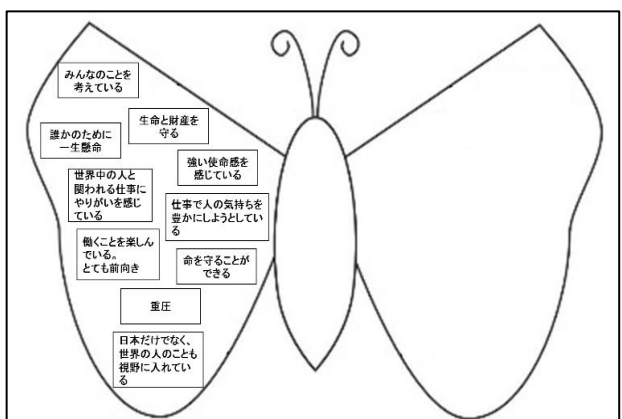 みんなのことを
考えている
生命と財産を
守る
誰かのために
一生懸命
強い使命感を
感じている
世界中の人と
関われる仕事に
やりがいを感じ
ている
仕事で人の気持ちを
豊かにしようとしてい
る
働くことを楽しん
でいる。
とても前向き
命を守ることが
できる
重圧
日本だけでなく、
世界の人のことも
視野に入れてい
る